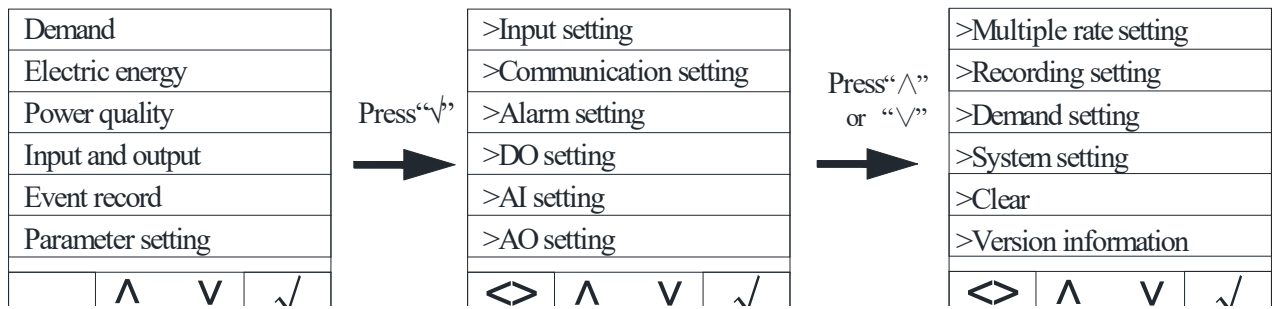 Demand
Electric energy
Power quality
Input and output
Event record
Parameter setting
∧ ∨ √
Press“√”
>Input setting
>Communication setting
>Alarm setting
>DO setting
>AI setting
>AO setting
<> ∧ ∨ √
Press“∧”
or “∨”
>Multiple rate setting
>Recording setting
>Demand setting
>System setting
>Clear
>Version information
<> ∧ ∨ √